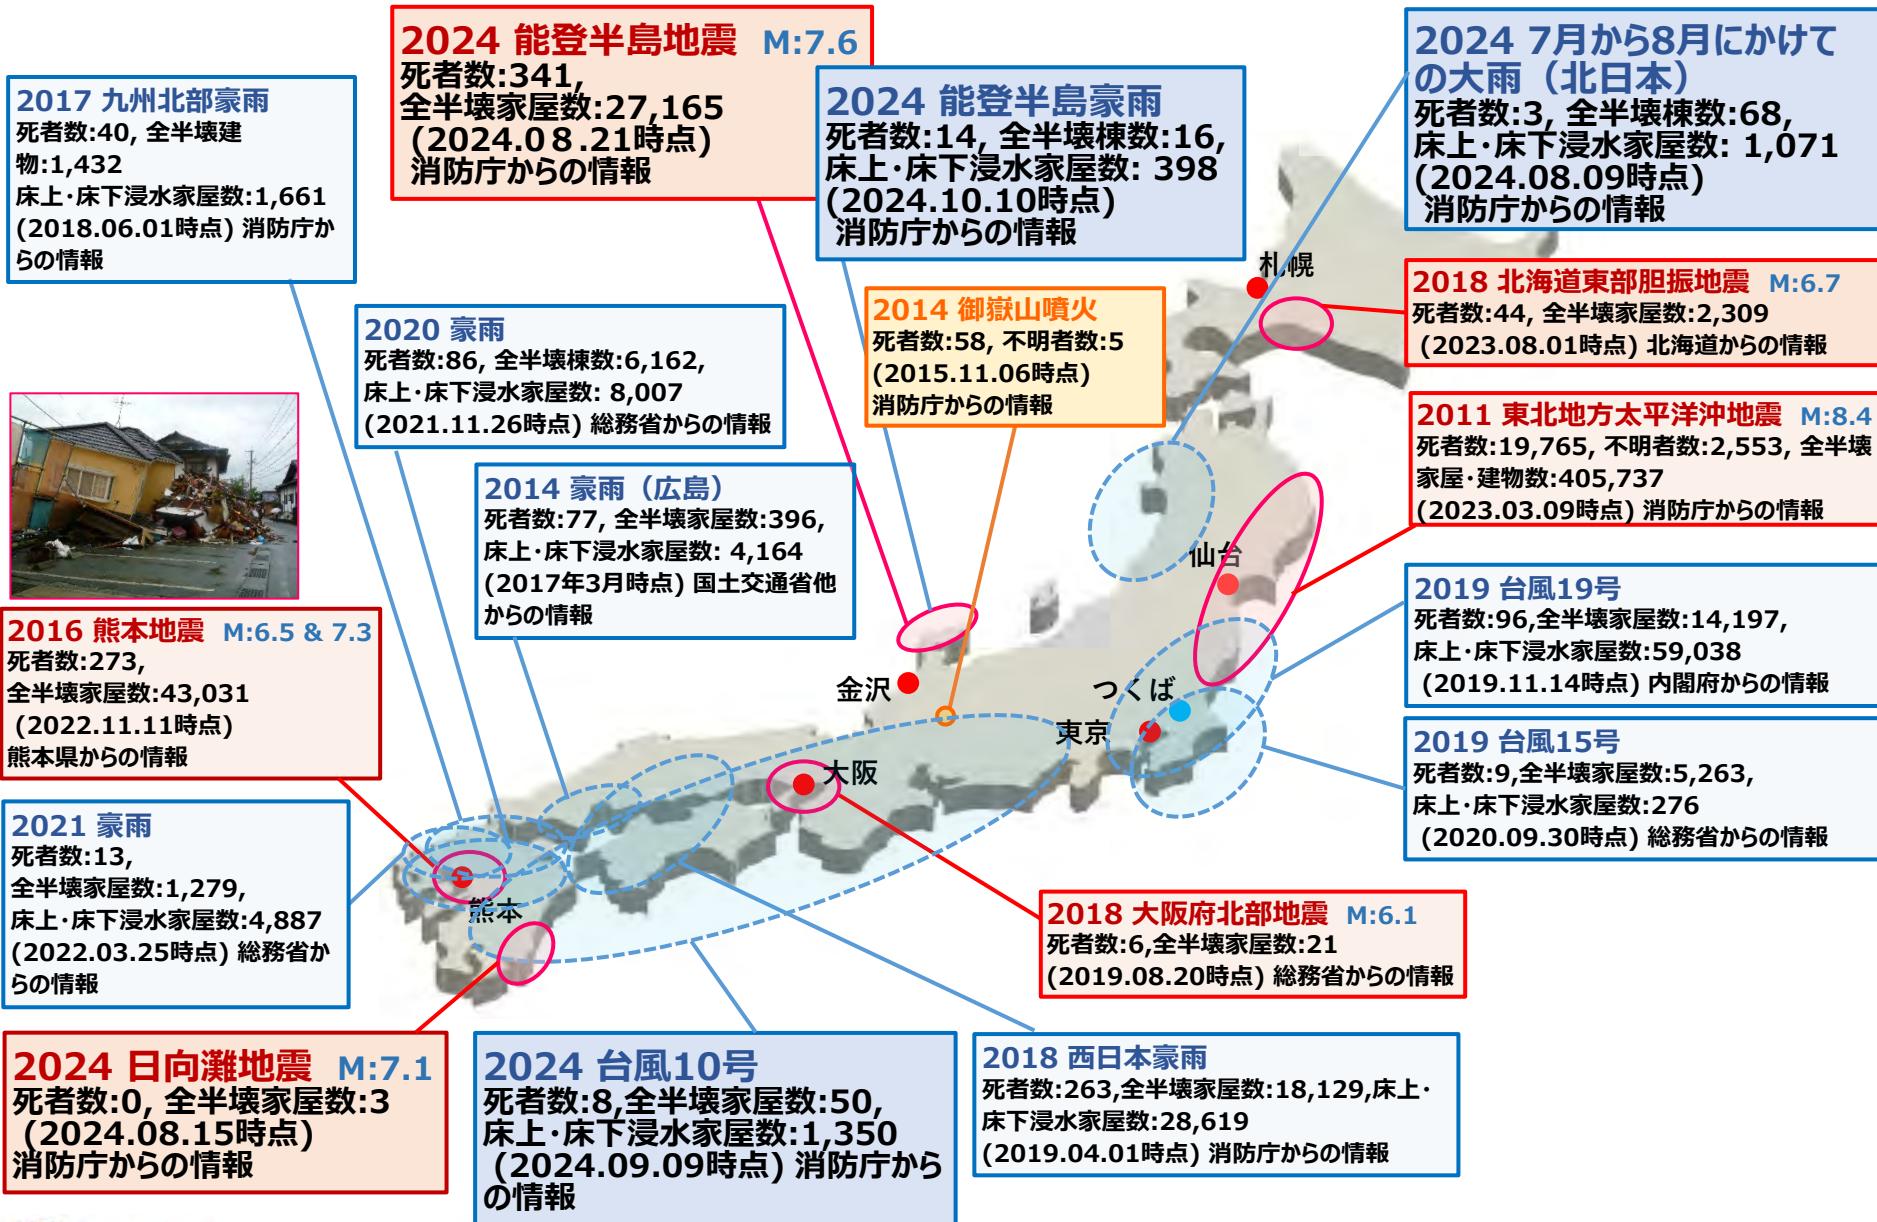 2024 能登半島地震 M:7.6
死者数:341,
全半壊家屋数:27,165
(2024.0８.21時点)
消防庁からの情報
2024 7月から8月にかけて
の大雨（北日本）
死者数:3, 全半壊棟数:68,
床上･床下浸水家屋数: 1,071
(2024.08.09時点)
消防庁からの情報
2017 九州北部豪雨
死者数:40, 全半壊建
物:1,432
床上･床下浸水家屋数:1,661
(2018.06.01時点) 消防庁か
らの情報
2024 能登半島豪雨
死者数:14, 全半壊棟数:16,
床上･床下浸水家屋数: 398
(2024.10.10時点)
消防庁からの情報
札幌
2018 北海道東部胆振地震 M:6.7
死者数:44, 全半壊家屋数:2,309
(2023.08.01時点) 北海道からの情報
2014 御嶽山噴火
死者数:58, 不明者数:5
(2015.11.06時点)
消防庁からの情報
2020 豪雨
死者数:86, 全半壊棟数:6,162,
床上･床下浸水家屋数: 8,007
(2021.11.26時点) 総務省からの情報
2011 東北地方太平洋沖地震 M:8.4
死者数:19,765, 不明者数:2,553, 全半壊
家屋･建物数:405,737
(2023.03.09時点) 消防庁からの情報
2014 豪雨（広島）
死者数:77, 全半壊家屋数:396,
床上･床下浸水家屋数: 4,164
(2017年3月時点) 国土交通省他
からの情報
仙台
2019 台風19号
死者数:96,全半壊家屋数:14,197,
床上･床下浸水家屋数:59,038
(2019.11.14時点) 内閣府からの情報
2016 熊本地震 M:6.5 & 7.3
死者数:273,
全半壊家屋数:43,031
(2022.11.11時点)
熊本県からの情報
金沢
つくば
東京
2019 台風15号
死者数:9,全半壊家屋数:5,263,
床上･床下浸水家屋数:276
(2020.09.30時点) 総務省からの情報
大阪
2021 豪雨
死者数:13,
全半壊家屋数:1,279,
床上･床下浸水家屋数:4,887
(2022.03.25時点) 総務省か
らの情報
熊本
2018 大阪府北部地震 M:6.1
死者数:6,全半壊家屋数:21
(2019.08.20時点) 総務省からの情報
2024 日向灘地震 M:7.1
死者数:0, 全半壊家屋数:3
(2024.08.15時点)
消防庁からの情報
2024 台風10号
死者数:8,全半壊家屋数:50,
床上･床下浸水家屋数:1,350
(2024.09.09時点) 消防庁から
の情報
2018 西日本豪雨
死者数:263,全半壊家屋数:18,129,床上･
床下浸水家屋数:28,619
(2019.04.01時点) 消防庁からの情報